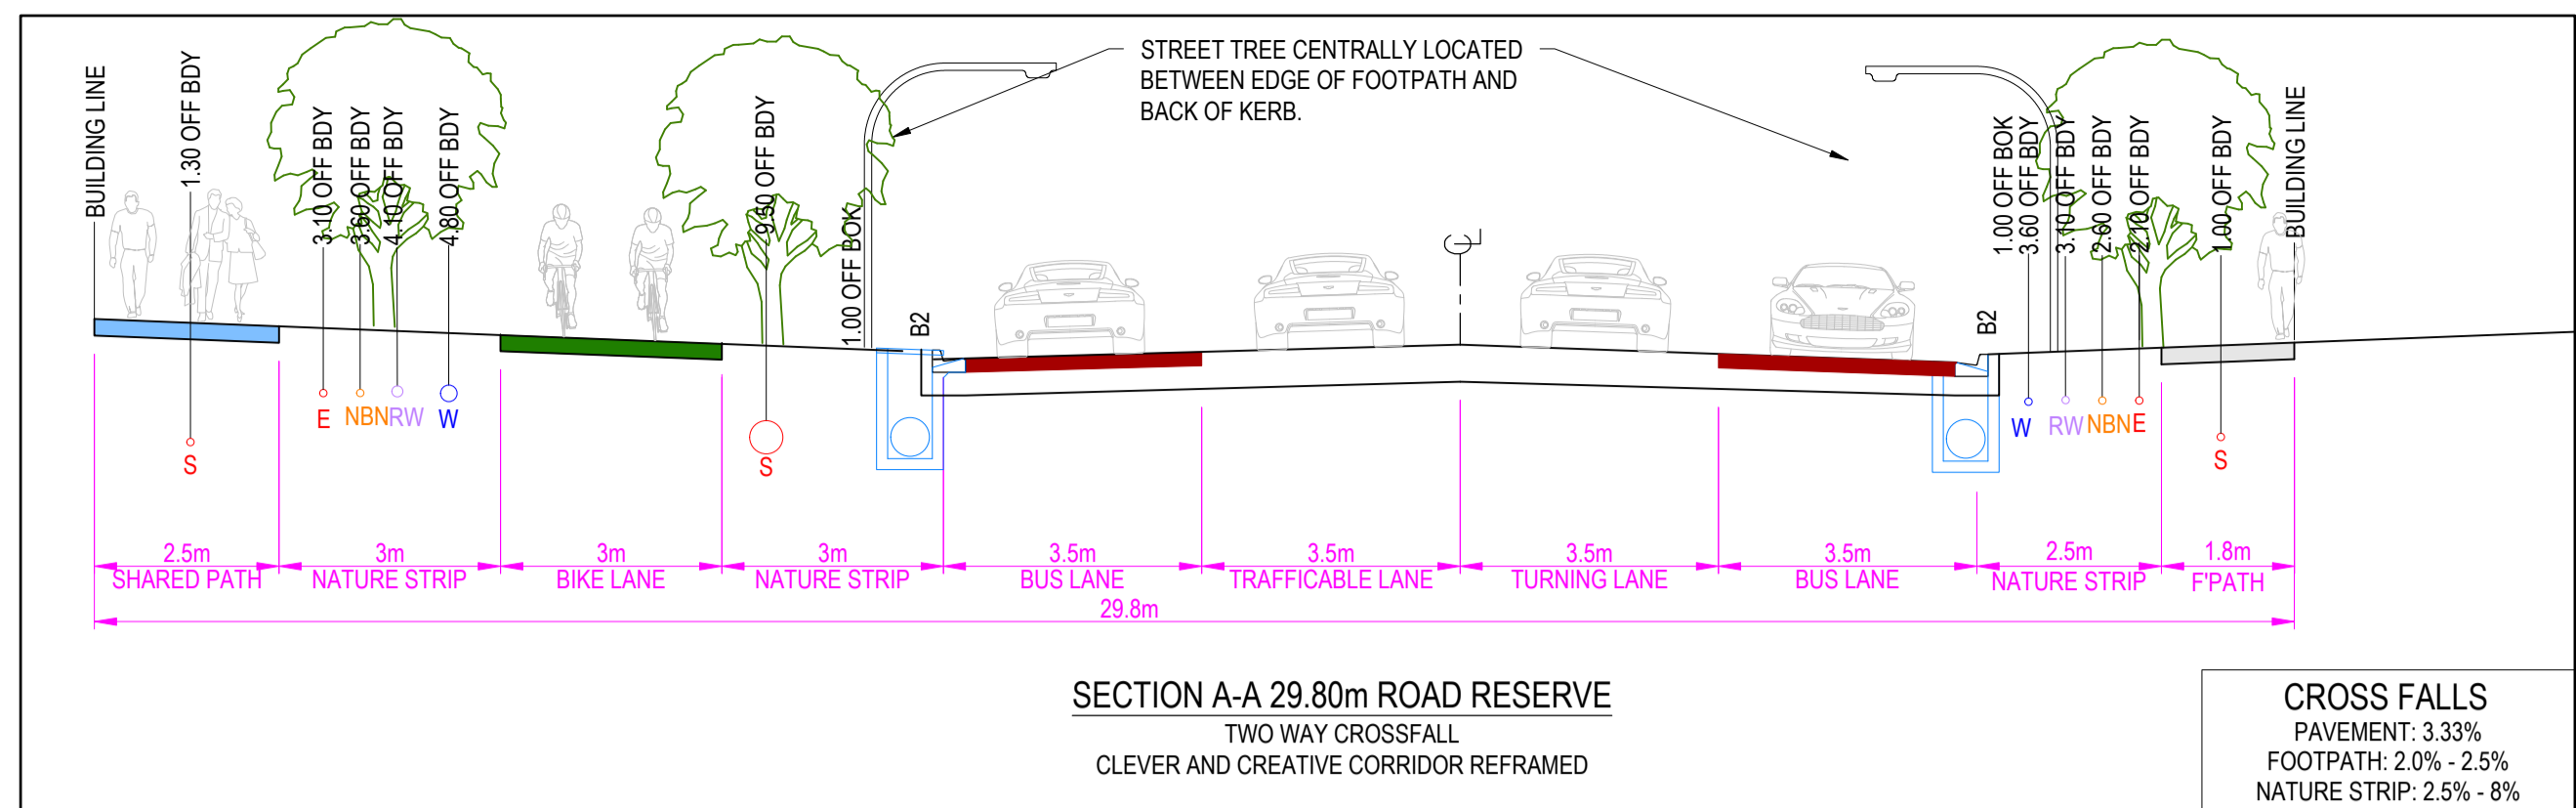 STREET TREE CENTRALLY LOCATED
BETWEEN EDGE OF FOOTPATH AND
BACK OF KERB.
BUILDING LINE
1.30 OFF BDY
3.10 OFF BDY
3.60 OFF BDY
4.10 OFF BDY
4.80 OFF BDY
9.50 OFF BDY
1.00 OFF BOK
B2
CL
B2
1.00 OFF BOK
3.60 OFF BDY
3.10 OFF BDY
2.60 OFF BDY
2.10 OFF BDY
1.00 OFF BDY
BUILDING LINE
S
E
NBN
RW
W
S
W
RW
NBN
E
S
2.5m
SHARED PATH
3m
NATURE STRIP
3m
BIKE LANE
3m
NATURE STRIP
3.5m
BUS LANE
3.5m
TRAFFICABLE LANE
3.5m
TURNING LANE
3.5m
BUS LANE
2.5m
NATURE STRIP
1.8m
F'PATH
29.8m
SECTION A-A 29.80m ROAD RESERVE
TWO WAY CROSSFALL
CLEVER AND CREATIVE CORRIDOR REFRAMED
CROSS FALLS
PAVEMENT: 3.33%
FOOTPATH: 2.0% - 2.5%
NATURE STRIP: 2.5% - 8%